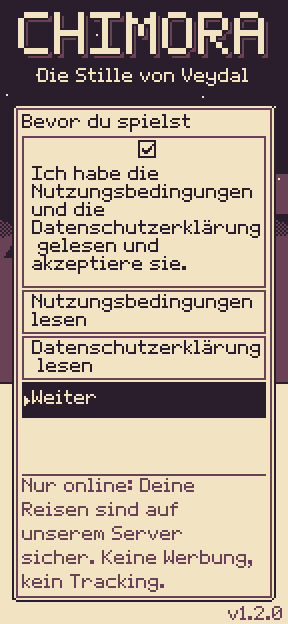 CHIMORA
Die Stille von Veydal
Bevor du spielst
Ich habe die
Nutzungsbedingungen
und die
Datenschutzerklärung
gelesen und
akzeptiere sie.
Nutzungsbedingungen
lesen
Datenschutzerklärung
lesen
Weiter
Nur online: Deine
Reisen sind auf
unserem Server
sicher. Keine Werbung,
kein Tracking.
v1.2.0